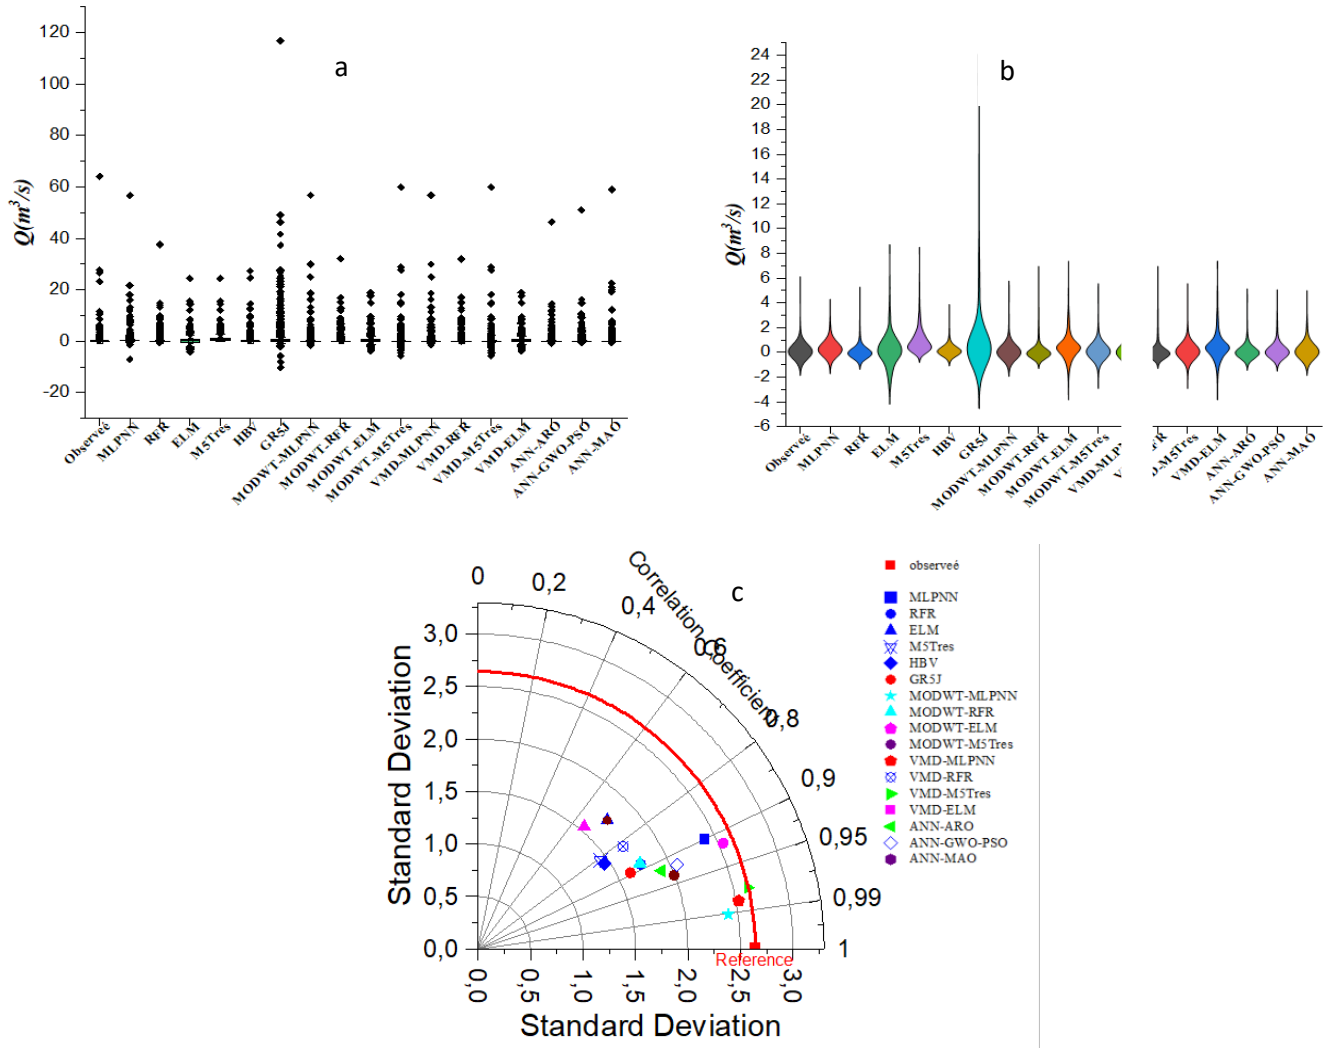 a
Q(m³/s)
120
100
80
60
40
20
0
-20
Observeé
MLPNN
RFR
ELM
M5Tres
HBV
GR5J
MODWT-MLPNN
MODWT-RFR
MODWT-ELM
MODWT-M5Tres
VMD-MLPNN
VMD-RFR
VMD-M5Tres
VMD-ELM
ANN-ARO
ANN-GWO-PSO
ANN-MAO
b
Q(m³/s)
24
22
20
18
16
14
12
10
8
6
4
2
0
-2
-4
-6
Observeé
MLPNN
RFR
ELM
M5Tres
HBV
GR5J
MODWT-MLPNN
MODWT-RFR
MODWT-ELM
MODWT-M5Tres
VMD-MLP
D-M5Tres
VMD-ELM
ANN-ARO
ANN-GWO-PSO
ANN-MAO
c
Correlation Coefficient
0
0,2
0,4
0,6
0,8
0,9
0,95
0,99
1
Standard Deviation
3,0
2,5
2,0
1,5
1,0
0,5
0,0
Reference
0,0
0,5
1,0
1,5
2,0
2,5
3,0
Standard Deviation
observeé
MLPNN
RFR
ELM
M5Tres
HBV
GR5J
MODWT-MLPNN
MODWT-RFR
MODWT-ELM
MODWT-M5Tres
VMD-MLPNN
VMD-RFR
VMD-M5Tres
VMD-ELM
ANN-ARO
ANN-GWO-PSO
ANN-MAO